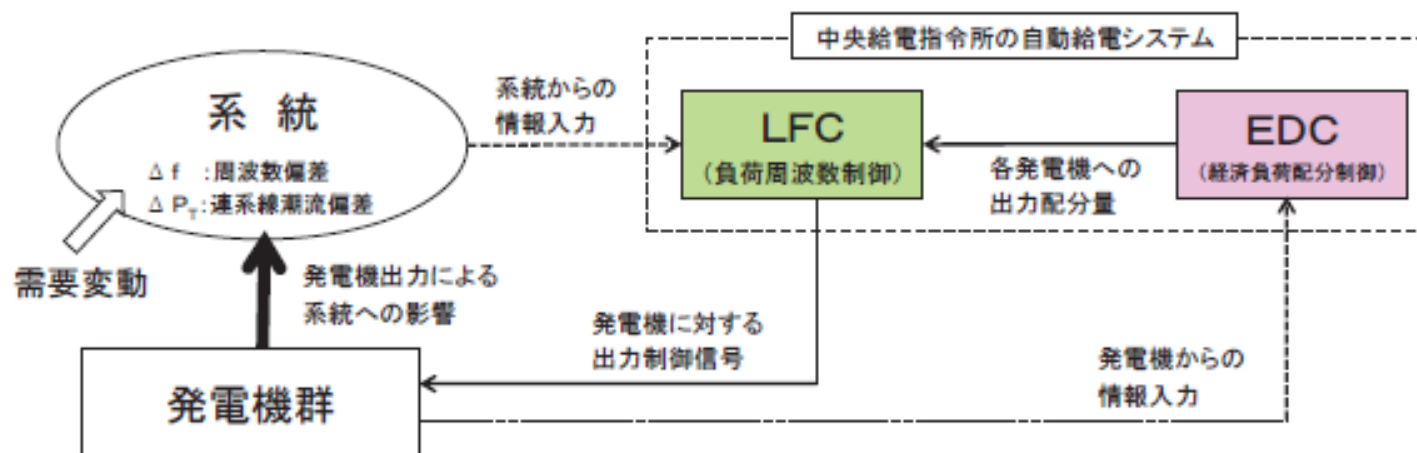 中央給電指令所の自動給電システム
系統
Δf :周波数偏差
ΔP_T:連系線潮流偏差
需要変動
系統からの
情報入力
LFC
(負荷周波数制御)
各発電機への
出力配分量
EDC
(経済負荷配分制御)
発電機出力による
系統への影響
発電機に対する
出力制御信号
発電機からの
情報入力
発電機群